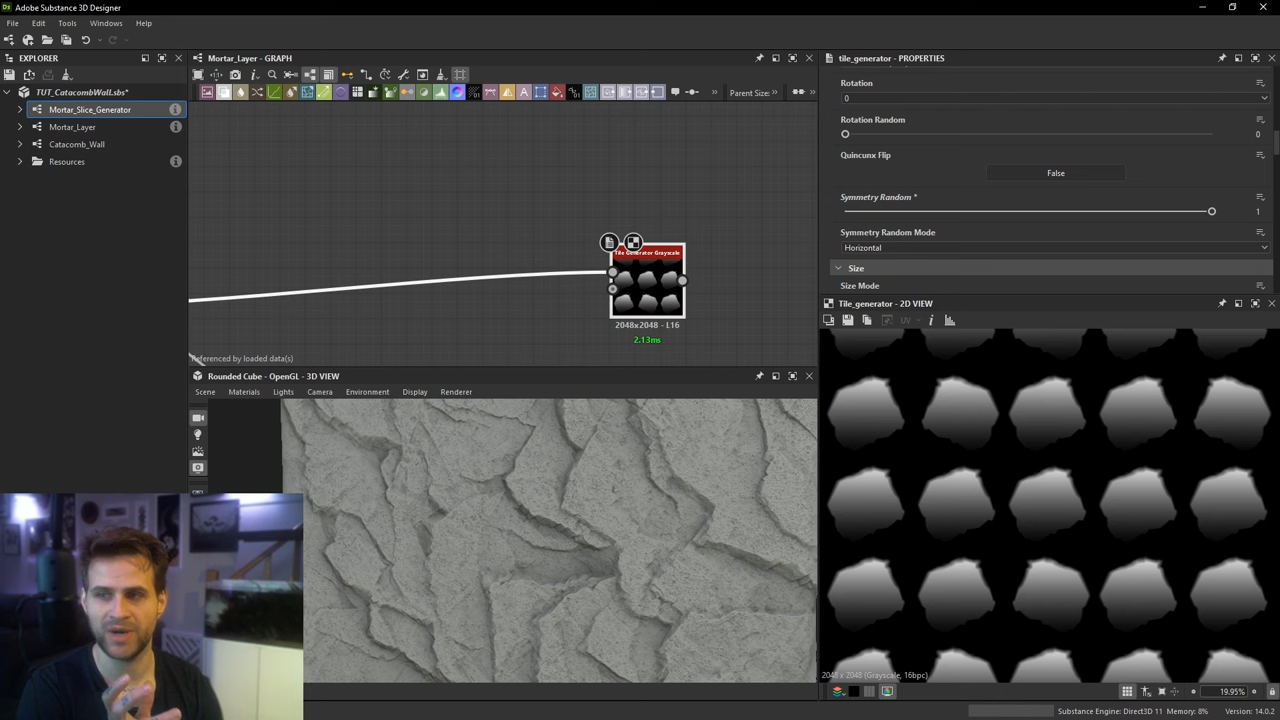 Adobe Substance 3D Designer
File Edit Tools Windows Help
EXPLORER
TUT_CatacombWall.sbs*
Mortar_Slice_Generator
Mortar_Layer
Catacomb_Wall
Resources
Mortar_Layer - GRAPH
Parent Size:
Tile Generator Grayscale
2048x2048 - L16
2.13ms
Referenced by loaded data(s)
Rounded Cube - OpenGL - 3D VIEW
Scene Materials Lights Camera Environment Display Renderer
tile_generator - PROPERTIES
Rotation
0
Rotation Random
0
Quincunx Flip
False
Symmetry Random *
1
Symmetry Random Mode
Horizontal
Size
Size Mode
Tile_generator - 2D VIEW
UV
2048 x 2048 (Grayscale, 16bpc)
19.95%
Substance Engine: Direct3D 11 Memory: 8% Version: 14.0.2